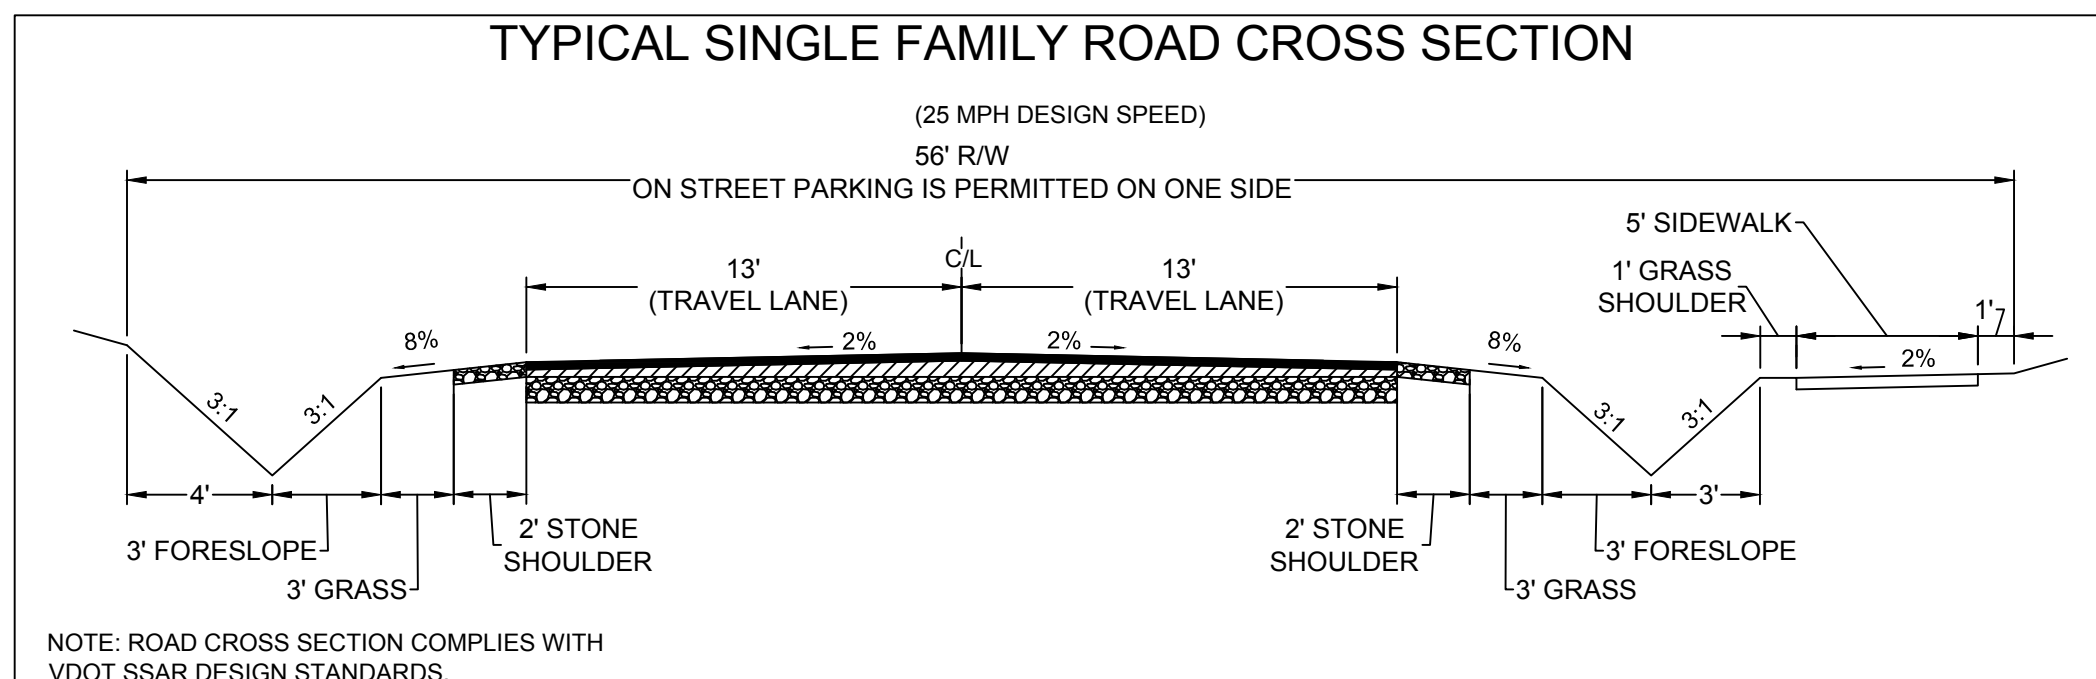 TYPICAL SINGLE FAMILY ROAD CROSS SECTION
(25 MPH DESIGN SPEED)
56' R/W
ON STREET PARKING IS PERMITTED ON ONE SIDE
5' SIDEWALK
C/L
13'
(TRAVEL LANE)
13'
(TRAVEL LANE)
1' GRASS
SHOULDER
1'
8%
2%
2%
8%
2%
3:1
3:1
3:1
3:1
4'
3'
3' FORESLOPE
3' GRASS
2' STONE
SHOULDER
2' STONE
SHOULDER
3' FORESLOPE
3' GRASS
NOTE: ROAD CROSS SECTION COMPLIES WITH
VDOT SSAR DESIGN STANDARDS.